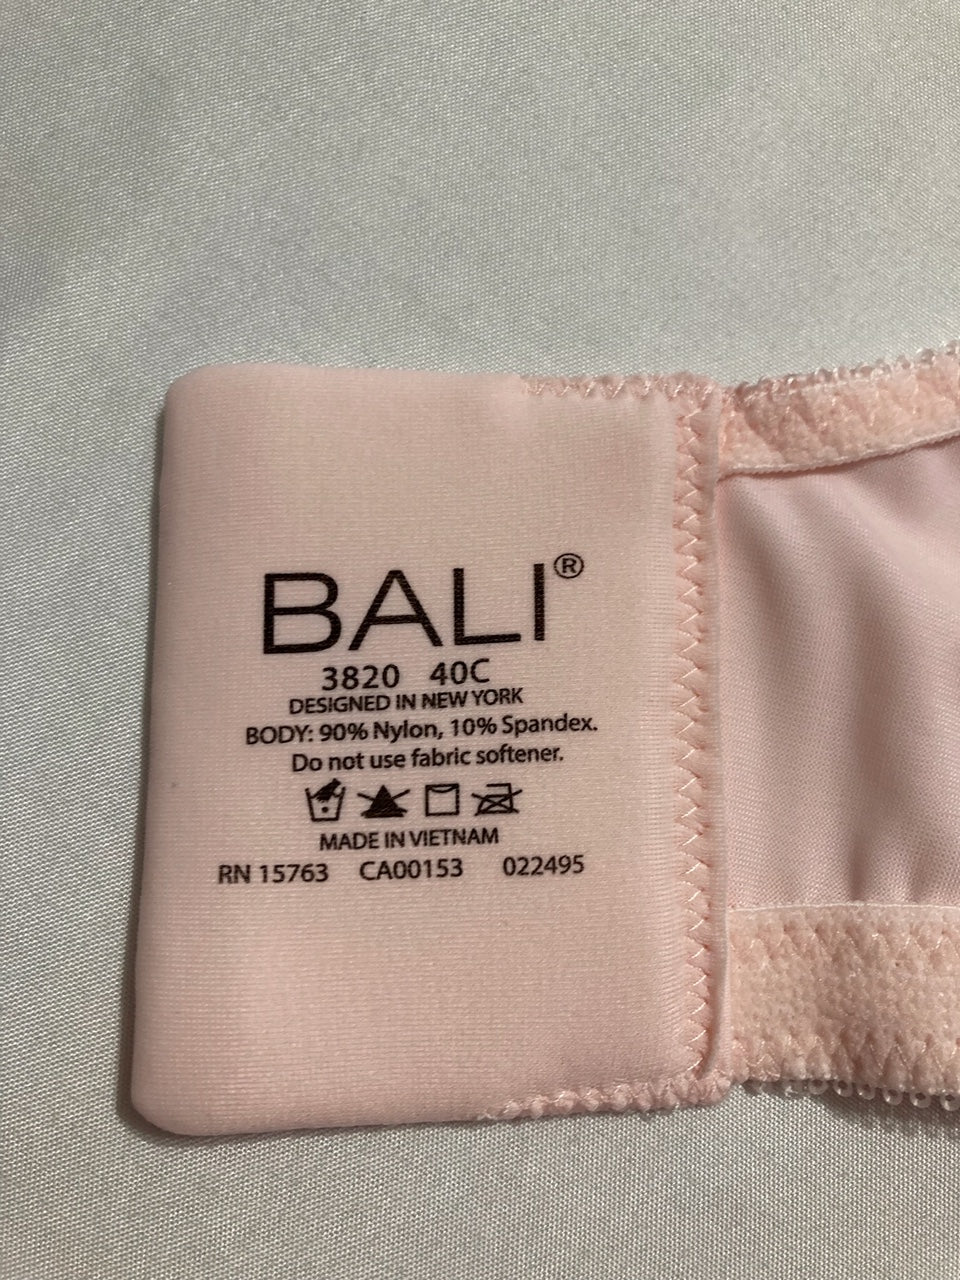 BALI®
3820 40C
DESIGNED IN NEW YORK
BODY: 90% Nylon, 10% Spandex.
Do not use fabric softener.
MADE IN VIETNAM
RN 15763 CA00153 022495